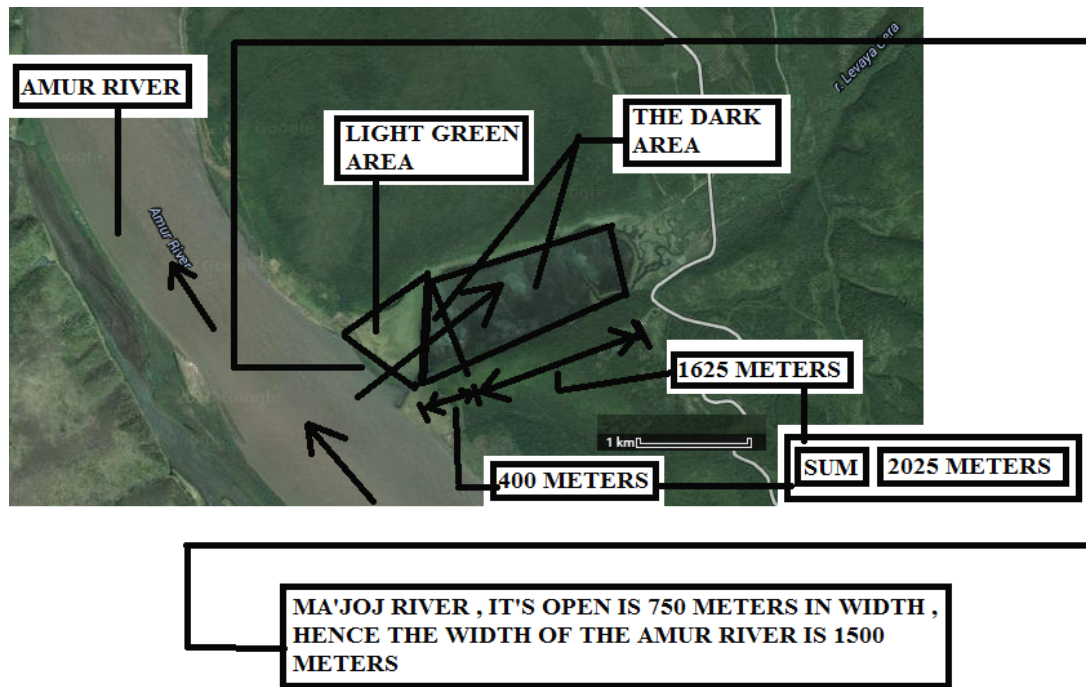 AMUR RIVER
LIGHT GREEN
AREA
THE DARK
AREA
r. Levaya Gera
Amur River
1625 METERS
1 km
400 METERS
SUM
2025 METERS
MA'JOJ RIVER , IT'S OPEN IS 750 METERS IN WIDTH ,
HENCE THE WIDTH OF THE AMUR RIVER IS 1500
METERS